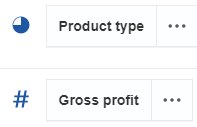 Product type ...
# Gross profit ...